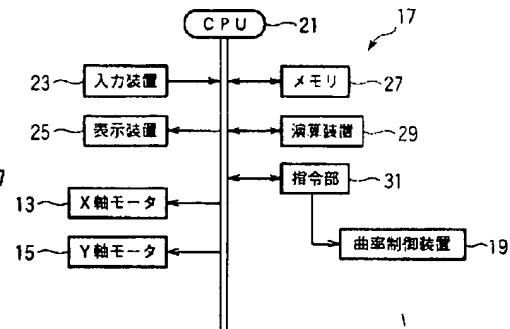 CPU 21
17
23 入力装置
メモリ 27
25 表示装置
演算装置 29
指令部 31
13 X軸モータ
15 Y軸モータ
曲率制御装置 19